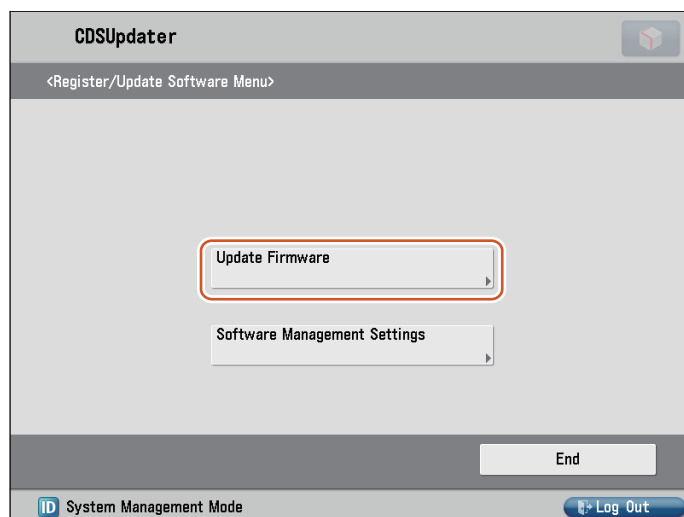 CDSUpdater
<Register/Update Software Menu>
Update Firmware
Software Management Settings
End
ID System Management Mode
Log Out